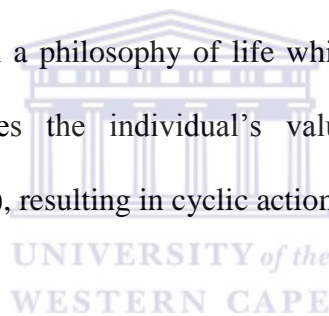 a philosophy of life whi
es the individual's valu
), resulting in cyclic action
UNIVERSITY of the
WESTERN CAPE